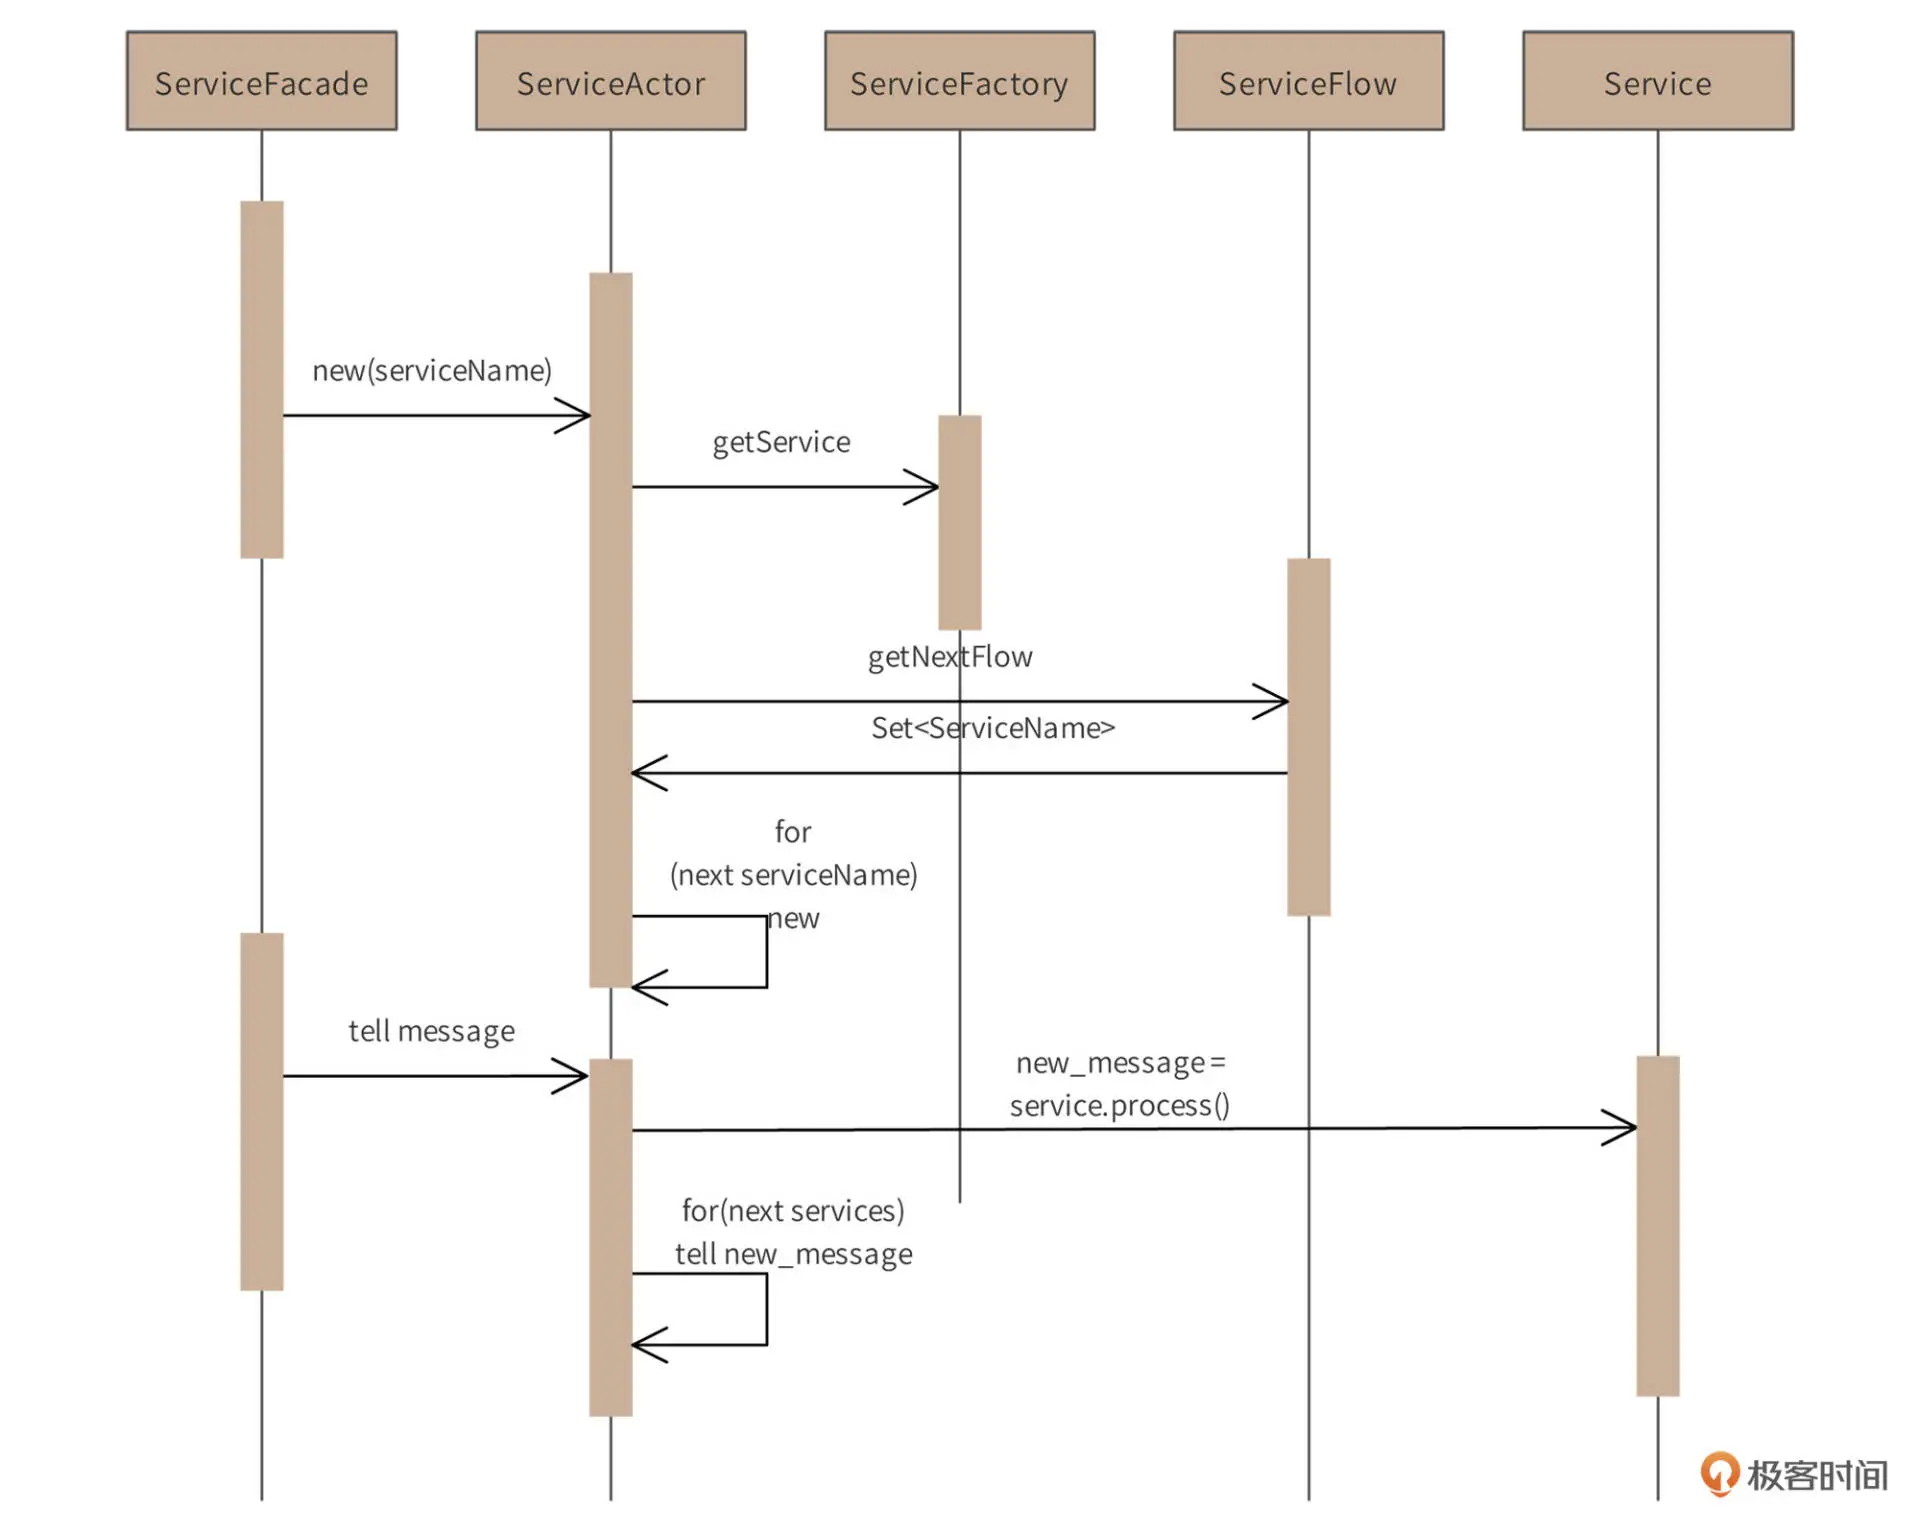 ServiceFacade
ServiceActor
ServiceFactory
ServiceFlow
Service
new(serviceName)
getService
getNextFlow
Set<ServiceName>
for
(next serviceName)
new
tell message
new_message =
service.process()
for(next services)
tell new_message
极客时间